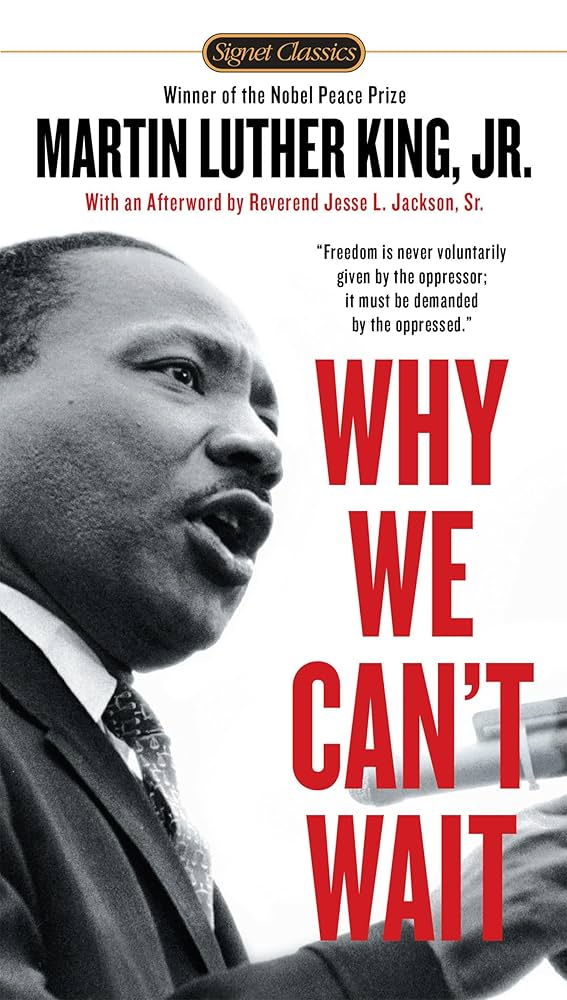 Signet Classics
Winner of the Nobel Peace Prize
MARTIN LUTHER KING, JR.
With an Afterword by Reverend Jesse L. Jackson, Sr.
“Freedom is never voluntarily
given by the oppressor;
it must be demanded
by the oppressed.”
WHY
WE
CAN'T
WAIT